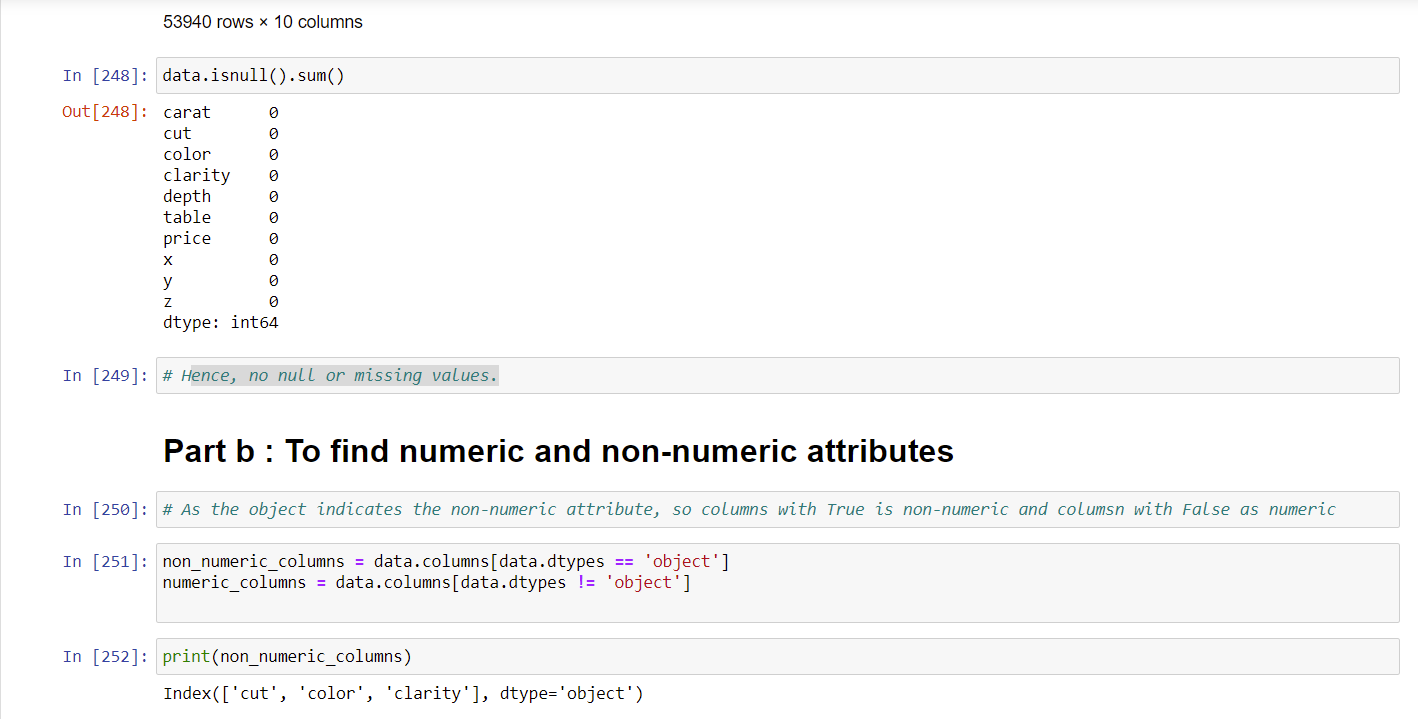 53940 rows × 10 columns
In [248]: data.isnull().sum()
Out[248]: carat 0
cut 0
color 0
clarity 0
depth 0
table 0
price 0
x 0
y 0
z 0
dtype: int64
In [249]: # Hence, no null or missing values.
Part b : To find numeric and non-numeric attributes
In [250]: # As the object indicates the non-numeric attribute, so columns with True is non-numeric and columsn with False as numeric
In [251]: non_numeric_columns = data.columns[data.dtypes == 'object']
numeric_columns = data.columns[data.dtypes != 'object']
In [252]: print(non_numeric_columns)
Index(['cut', 'color', 'clarity'], dtype='object')